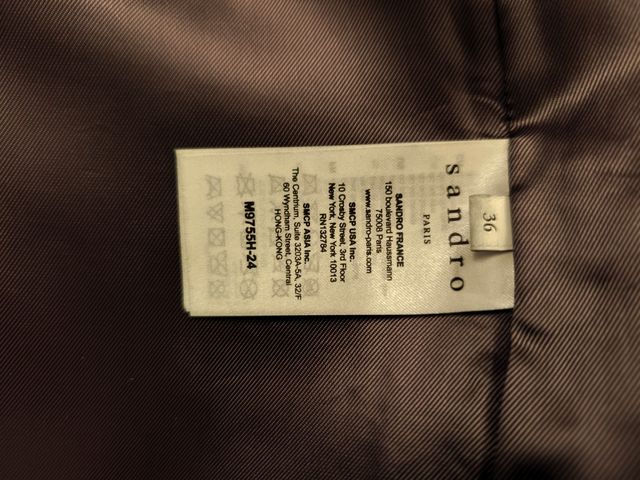 36
sandro
PARIS
SANDRO FRANCE
150 boulevard Haussmann
75008 Paris
www.sandro-paris.com
SMCP USA Inc.
10 Crosby Street, 3rd Floor
New York, New York 10013
RN132784
SMCP ASIA Inc.
The Centrium, Suite 3203A-5A, 32/F
60 Wyndham Street, Central
HONG-KONG
M9755H-24